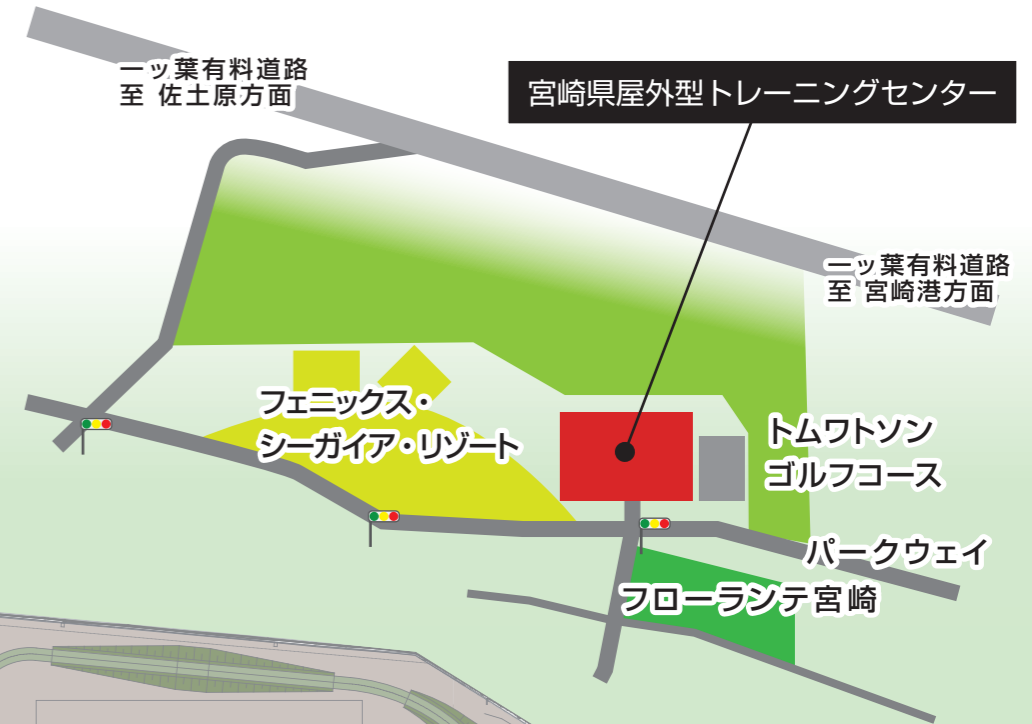 一ッ葉有料道路
至 佐土原方面
宮崎県屋外型トレーニングセンター
一ッ葉有料道路
至 宮崎港方面
フェニックス・
シーガイア・リゾート
トムワトソン
ゴルフコース
パークウェイ
フローランテ宮崎